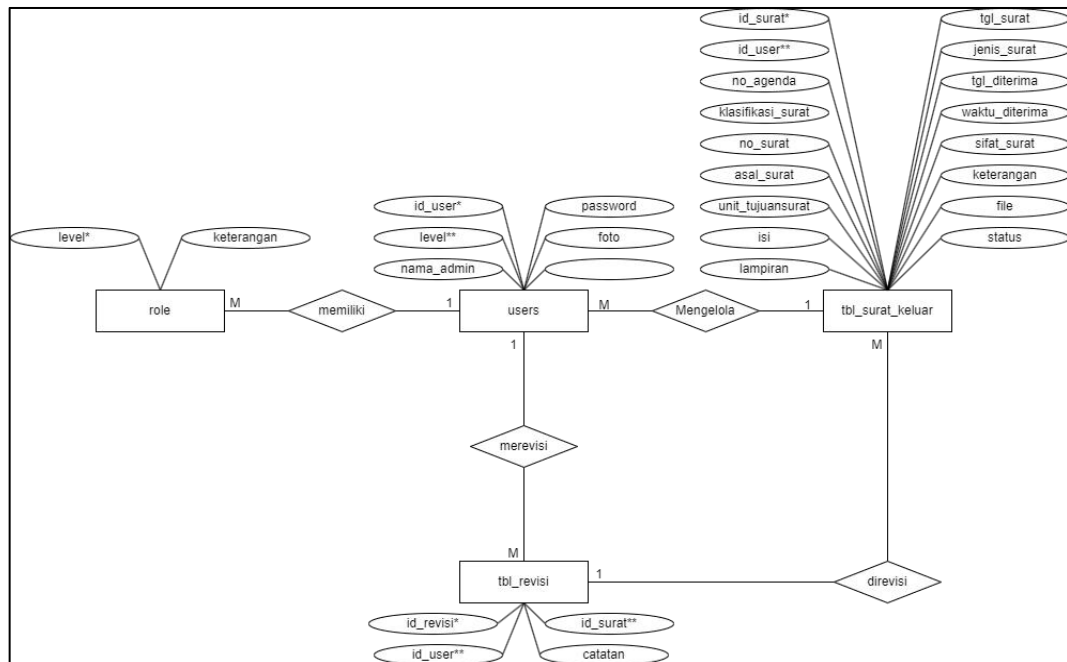 id_surat*
tgl_surat
id_user**
jenis_surat
no_agenda
tgl_diterima
klasifikasi_surat
waktu_diterima
no_surat
sifat_surat
asal_surat
keterangan
id_user*
password
unit_tujuansurat
file
level*
keterangan
level**
foto
isi
status
nama_admin
lampiran
role
M
memiliki
1
users
M
Mengelola
1
tbl_surat_keluar
1
M
merevisi
M
tbl_revisi
1
direvisi
id_revisi*
id_surat**
id_user**
catatan